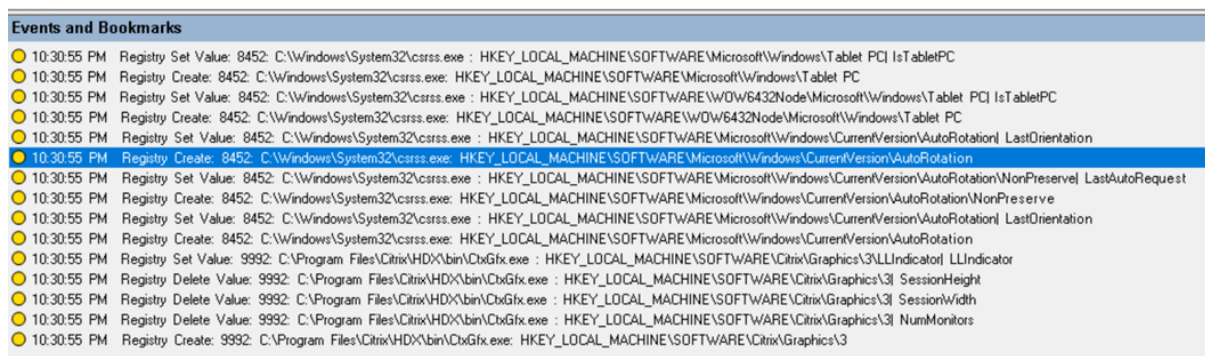 Events and Bookmarks
10:30:55 PM Registry Set Value: 8452: C:\Windows\System32\csrss.exe : HKEY_LOCAL_MACHINE\SOFTWARE\Microsoft\Windows\Tablet PC| IsTabletPC
10:30:55 PM Registry Create: 8452: C:\Windows\System32\csrss.exe: HKEY_LOCAL_MACHINE\SOFTWARE\Microsoft\Windows\Tablet PC
10:30:55 PM Registry Set Value: 8452: C:\Windows\System32\csrss.exe : HKEY_LOCAL_MACHINE\SOFTWARE\WOW6432Node\Microsoft\Windows\Tablet PC| IsTabletPC
10:30:55 PM Registry Create: 8452: C:\Windows\System32\csrss.exe: HKEY_LOCAL_MACHINE\SOFTWARE\WOW6432Node\Microsoft\Windows\Tablet PC
10:30:55 PM Registry Set Value: 8452: C:\Windows\System32\csrss.exe : HKEY_LOCAL_MACHINE\SOFTWARE\Microsoft\Windows\CurrentVersion\AutoRotation| LastOrientation
10:30:55 PM Registry Create: 8452: C:\Windows\System32\csrss.exe: HKEY_LOCAL_MACHINE\SOFTWARE\Microsoft\Windows\CurrentVersion\AutoRotation
10:30:55 PM Registry Set Value: 8452: C:\Windows\System32\csrss.exe : HKEY_LOCAL_MACHINE\SOFTWARE\Microsoft\Windows\CurrentVersion\AutoRotation\NonPreserve| LastAutoRequest
10:30:55 PM Registry Create: 8452: C:\Windows\System32\csrss.exe: HKEY_LOCAL_MACHINE\SOFTWARE\Microsoft\Windows\CurrentVersion\AutoRotation\NonPreserve
10:30:55 PM Registry Set Value: 8452: C:\Windows\System32\csrss.exe : HKEY_LOCAL_MACHINE\SOFTWARE\Microsoft\Windows\CurrentVersion\AutoRotation| LastOrientation
10:30:55 PM Registry Create: 8452: C:\Windows\System32\csrss.exe: HKEY_LOCAL_MACHINE\SOFTWARE\Microsoft\Windows\CurrentVersion\AutoRotation
10:30:55 PM Registry Set Value: 9992: C:\Program Files\Citrix\HDX\bin\CtxGfx.exe : HKEY_LOCAL_MACHINE\SOFTWARE\Citrix\Graphics\3\LLIndicator| LLIndicator
10:30:55 PM Registry Delete Value: 9992: C:\Program Files\Citrix\HDX\bin\CtxGfx.exe : HKEY_LOCAL_MACHINE\SOFTWARE\Citrix\Graphics\3| SessionHeight
10:30:55 PM Registry Delete Value: 9992: C:\Program Files\Citrix\HDX\bin\CtxGfx.exe : HKEY_LOCAL_MACHINE\SOFTWARE\Citrix\Graphics\3| SessionWidth
10:30:55 PM Registry Delete Value: 9992: C:\Program Files\Citrix\HDX\bin\CtxGfx.exe : HKEY_LOCAL_MACHINE\SOFTWARE\Citrix\Graphics\3| NumMonitors
10:30:55 PM Registry Create: 9992: C:\Program Files\Citrix\HDX\bin\CtxGfx.exe: HKEY_LOCAL_MACHINE\SOFTWARE\Citrix\Graphics\3